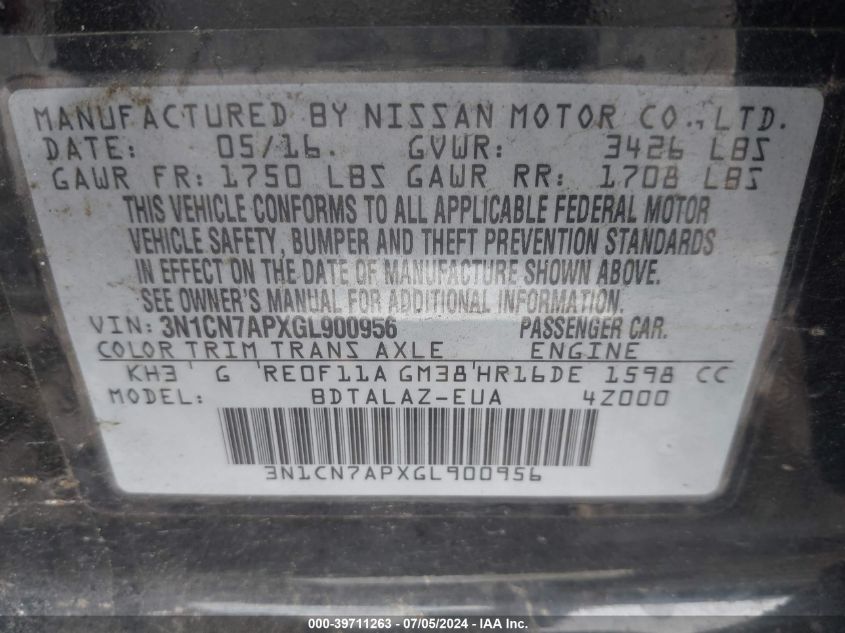 MANUFACTURED BY NISSAN MOTOR CO., LTD.
DATE: 05/16. GVWR: 3426 LBS
GAWR FR: 1750 LBS GAWR RR: 1708 LBS
THIS VEHICLE CONFORMS TO ALL APPLICABLE FEDERAL MOTOR
VEHICLE SAFETY, BUMPER AND THEFT PREVENTION STANDARDS
IN EFFECT ON THE DATE OF MANUFACTURE SHOWN ABOVE.
SEE OWNER'S MANUAL FOR ADDITIONAL INFORMATION.
VIN: 3N1CN7APXGL900956 PASSENGER CAR.
COLOR TRIM TRANS AXLE ENGINE
KH3 G RE0F11A GM38 HR16DE 1598 CC
MODEL: BDTALAZ-EUA 4Z000
3N1CN7APXGL900956
000-39711263 - 07/05/2024 - IAA Inc.